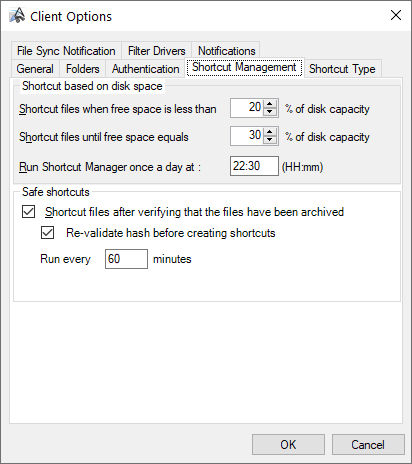 Client Options
File Sync Notification Filter Drivers Notifications
General Folders Authentication Shortcut Management Shortcut Type
Shortcut based on disk space
Shortcut files when free space is less than 20 % of disk capacity
Shortcut files until free space equals 30 % of disk capacity
Run Shortcut Manager once a day at : 22:30 (HH:mm)
Safe shortcuts
Shortcut files after verifying that the files have been archived
Re-validate hash before creating shortcuts
Run every 60 minutes
OK Cancel